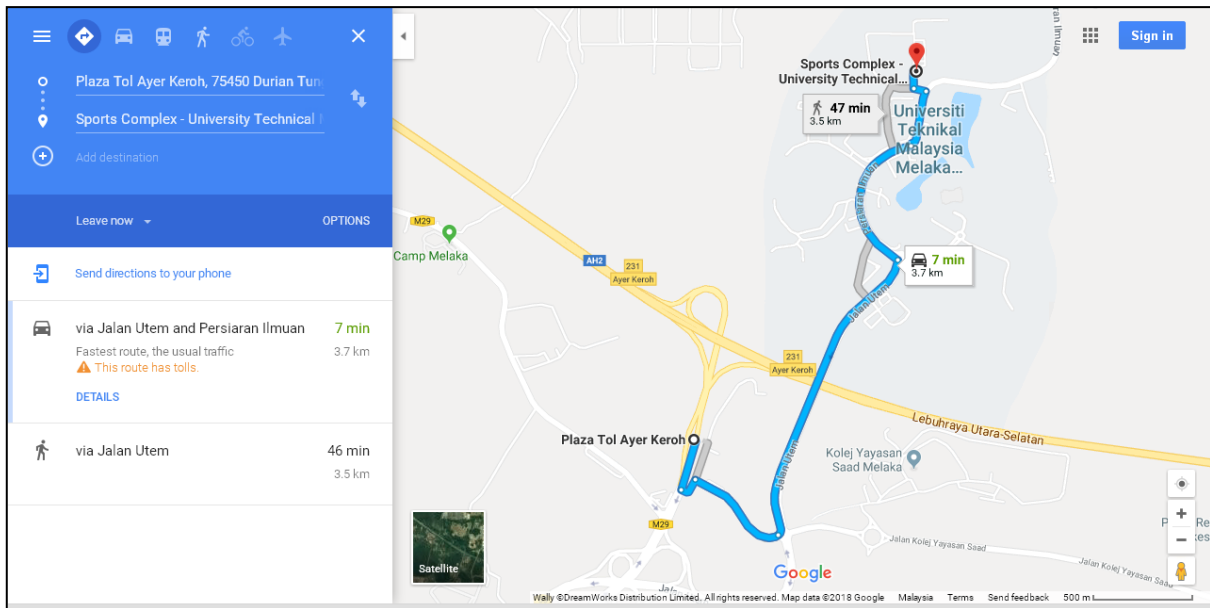 Plaza Tol Ayer Keroh, 75450 Durian Tun
Sports Complex - University Technical
Add destination
Leave now
OPTIONS
Send directions to your phone
via Jalan Utem and Persiaran Ilmuan
7 min
Fastest route, the usual traffic
3.7 km
This route has tolls.
DETAILS
via Jalan Utem
46 min
3.5 km
Sign in
Sports Complex -
University Technical...
47 min
3.5 km
Universiti
Teknikal
Malaysia
Melaka...
Persiaran Ilmuan
M29
Camp Melaka
AH2
231
Ayer Keroh
7 min
3.7 km
Jalan Utem
231
Ayer Keroh
Lebuhraya Utara-Selatan
Plaza Tol Ayer Keroh
Jalan Utem
Kolej Yayasan
Saad Melaka
M29
Jalan Kolej Yayasan Saad
Satellite
Google
Wally ©DreamWorks Distribution Limited. All rights reserved. Map data ©2018 Google Malaysia Terms Send feedback 500 m